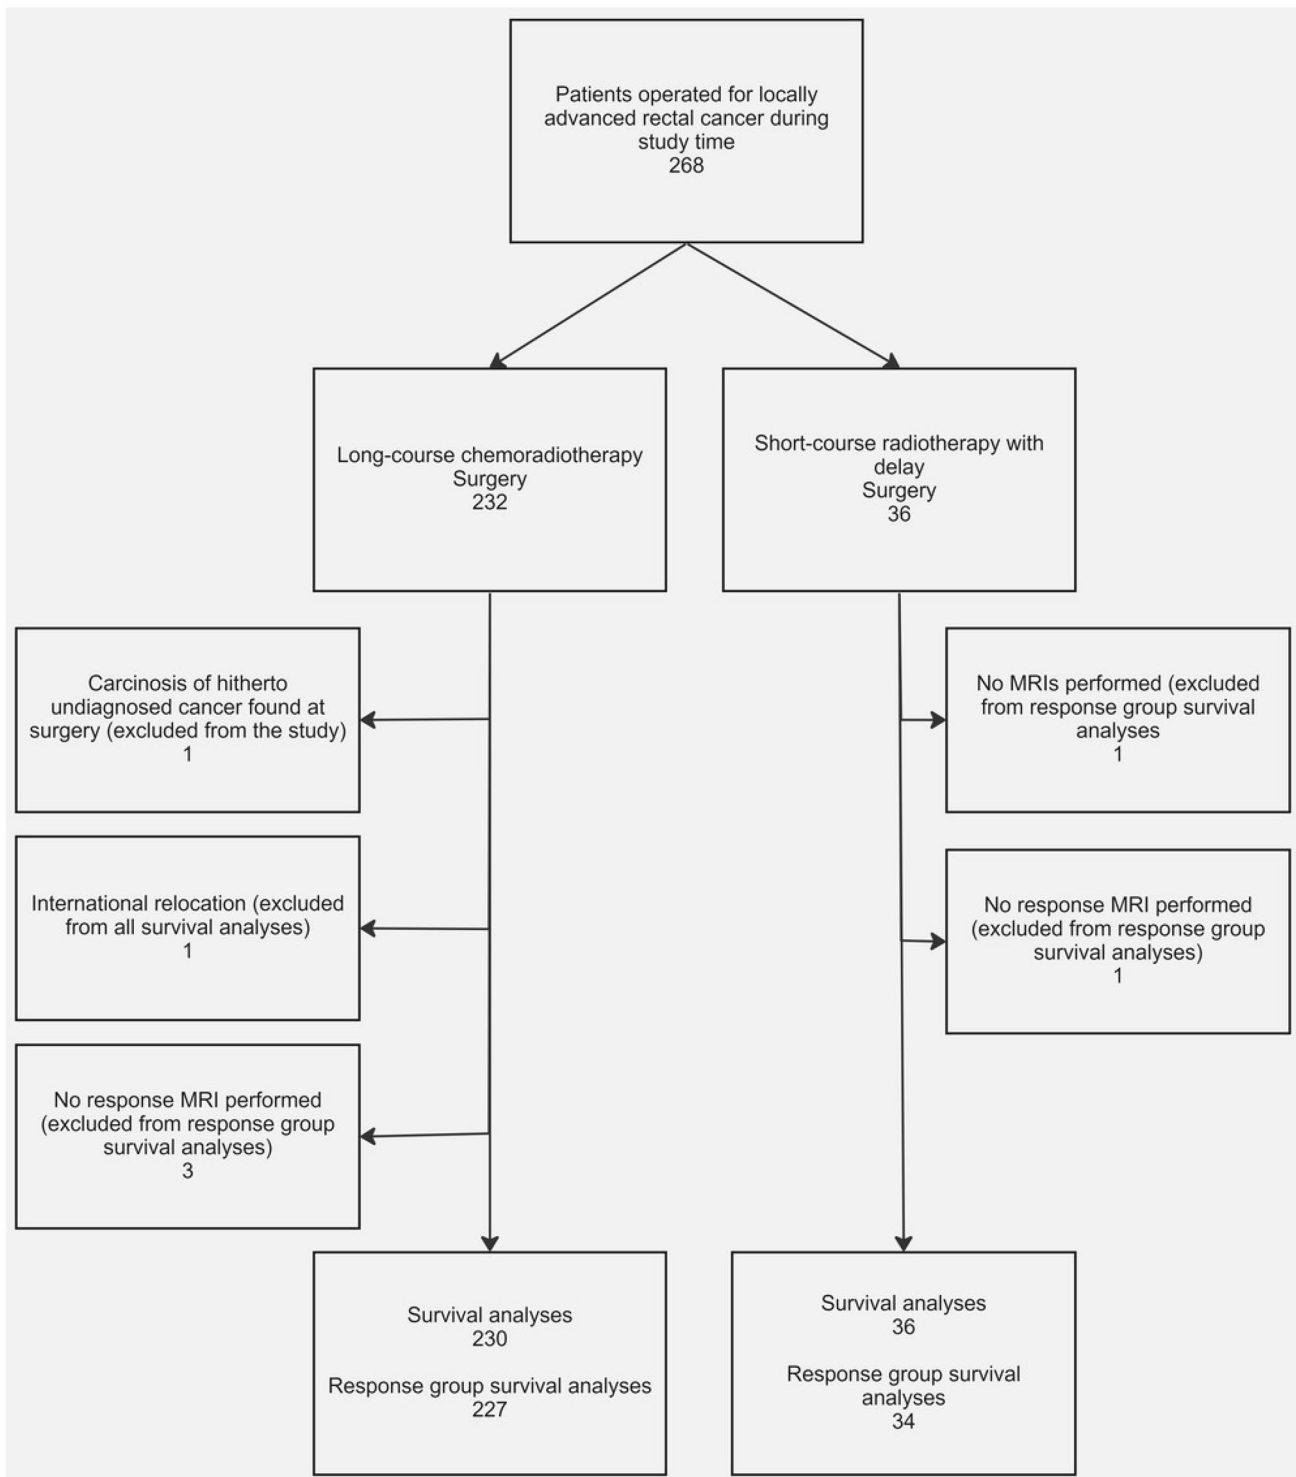 Patients operated for locally
advanced rectal cancer during
study time
268
Long-course chemoradiotherapy
Surgery
232
Short-course radiotherapy with
delay
Surgery
36
Carcinosis of hitherto
undiagnosed cancer found at
surgery (excluded from the study)
1
No MRIs performed (excluded
from response group survival
analyses
1
International relocation (excluded
from all survival analyses)
1
No response MRI performed
(excluded from response group
survival analyses)
1
No response MRI performed
(excluded from response group
survival analyses)
3
Survival analyses
230
Response group survival analyses
227
Survival analyses
36
Response group survival
analyses
34